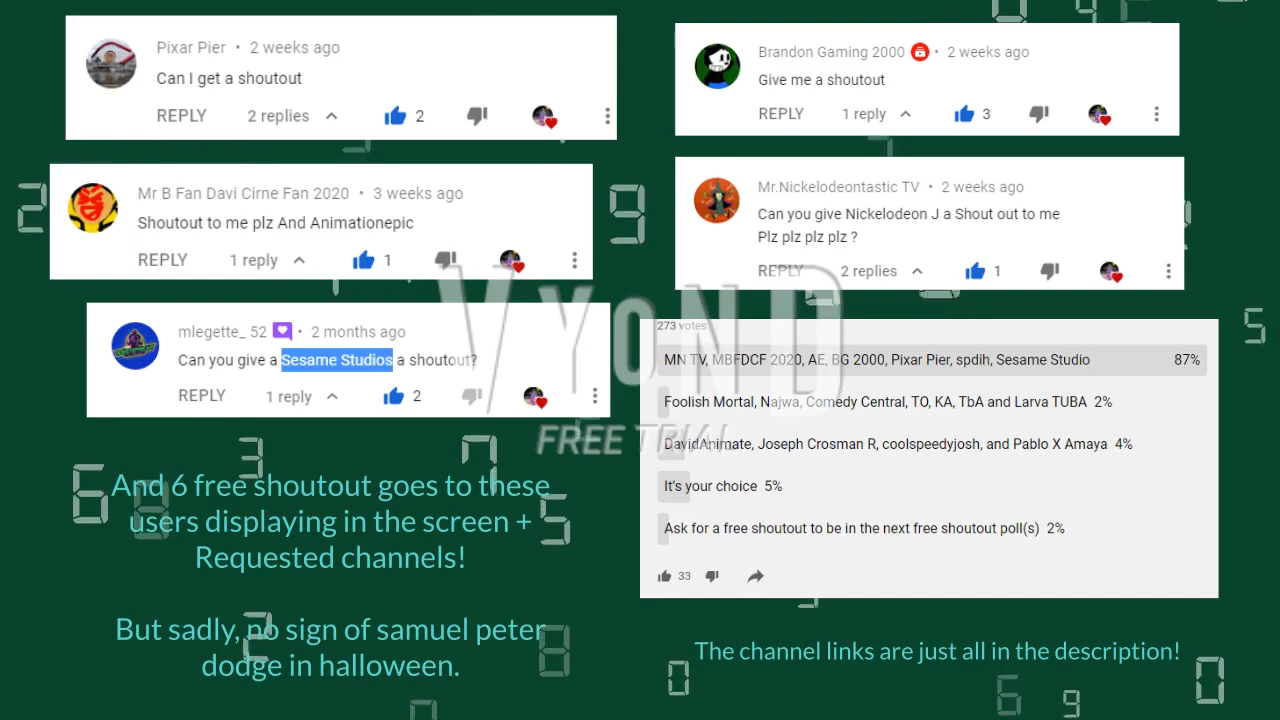 Pixar Pier • 2 weeks ago
Can I get a shoutout
REPLY 2 replies 2
Brandon Gaming 2000 • 2 weeks ago
Give me a shoutout
REPLY 1 reply 3
Mr B Fan Davi Cirne Fan 2020 • 3 weeks ago
Shoutout to me plz And Animationepic
REPLY 1 reply 1
Mr.Nickelodeontastic TV • 2 weeks ago
Can you give Nickelodeon J a Shout out to me
Plz plz plz plz ?
REPLY 2 replies 1
mlegette_ 52 • 2 months ago
Can you give a Sesame Studios a shoutout?
REPLY 1 reply 2
273 votes
MN TV, MBFDCF 2020, AE, BG 2000, Pixar Pier, spdih, Sesame Studio 87%
Foolish Mortal, Najwa, Comedy Central, TO, KA, TbA and Larva TUBA 2%
DavidAnimate, Joseph Crosman R, coolspeedyjosh, and Pablo X Amaya 4%
It's your choice 5%
Ask for a free shoutout to be in the next free shoutout poll(s) 2%
33
VYOND
FREE TRIAL
And 6 free shoutout goes to these
users displaying in the screen +
Requested channels!
But sadly, no sign of samuel peter
dodge in halloween.
The channel links are just all in the description!